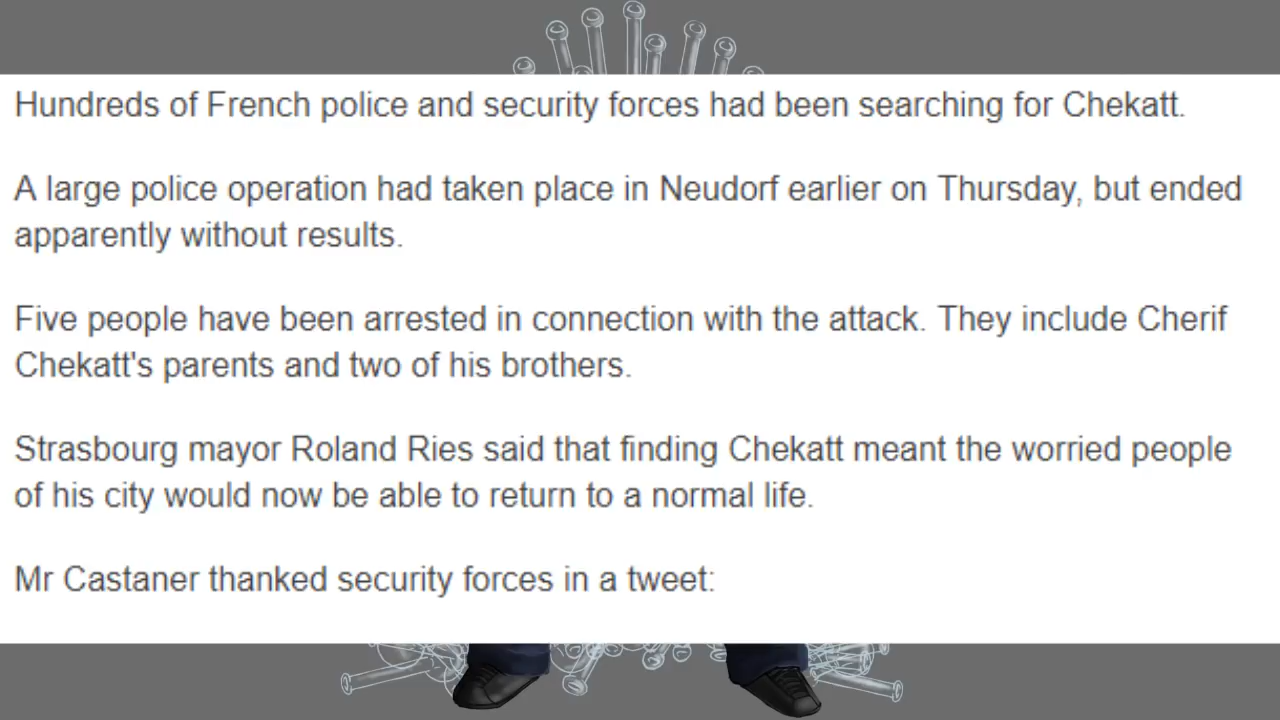 Hundreds of French police and security forces had been searching for Chekatt.
A large police operation had taken place in Neudorf earlier on Thursday, but ended
apparently without results.
Five people have been arrested in connection with the attack. They include Cherif
Chekatt's parents and two of his brothers.
Strasbourg mayor Roland Ries said that finding Chekatt meant the worried people
of his city would now be able to return to a normal life.
Mr Castaner thanked security forces in a tweet: